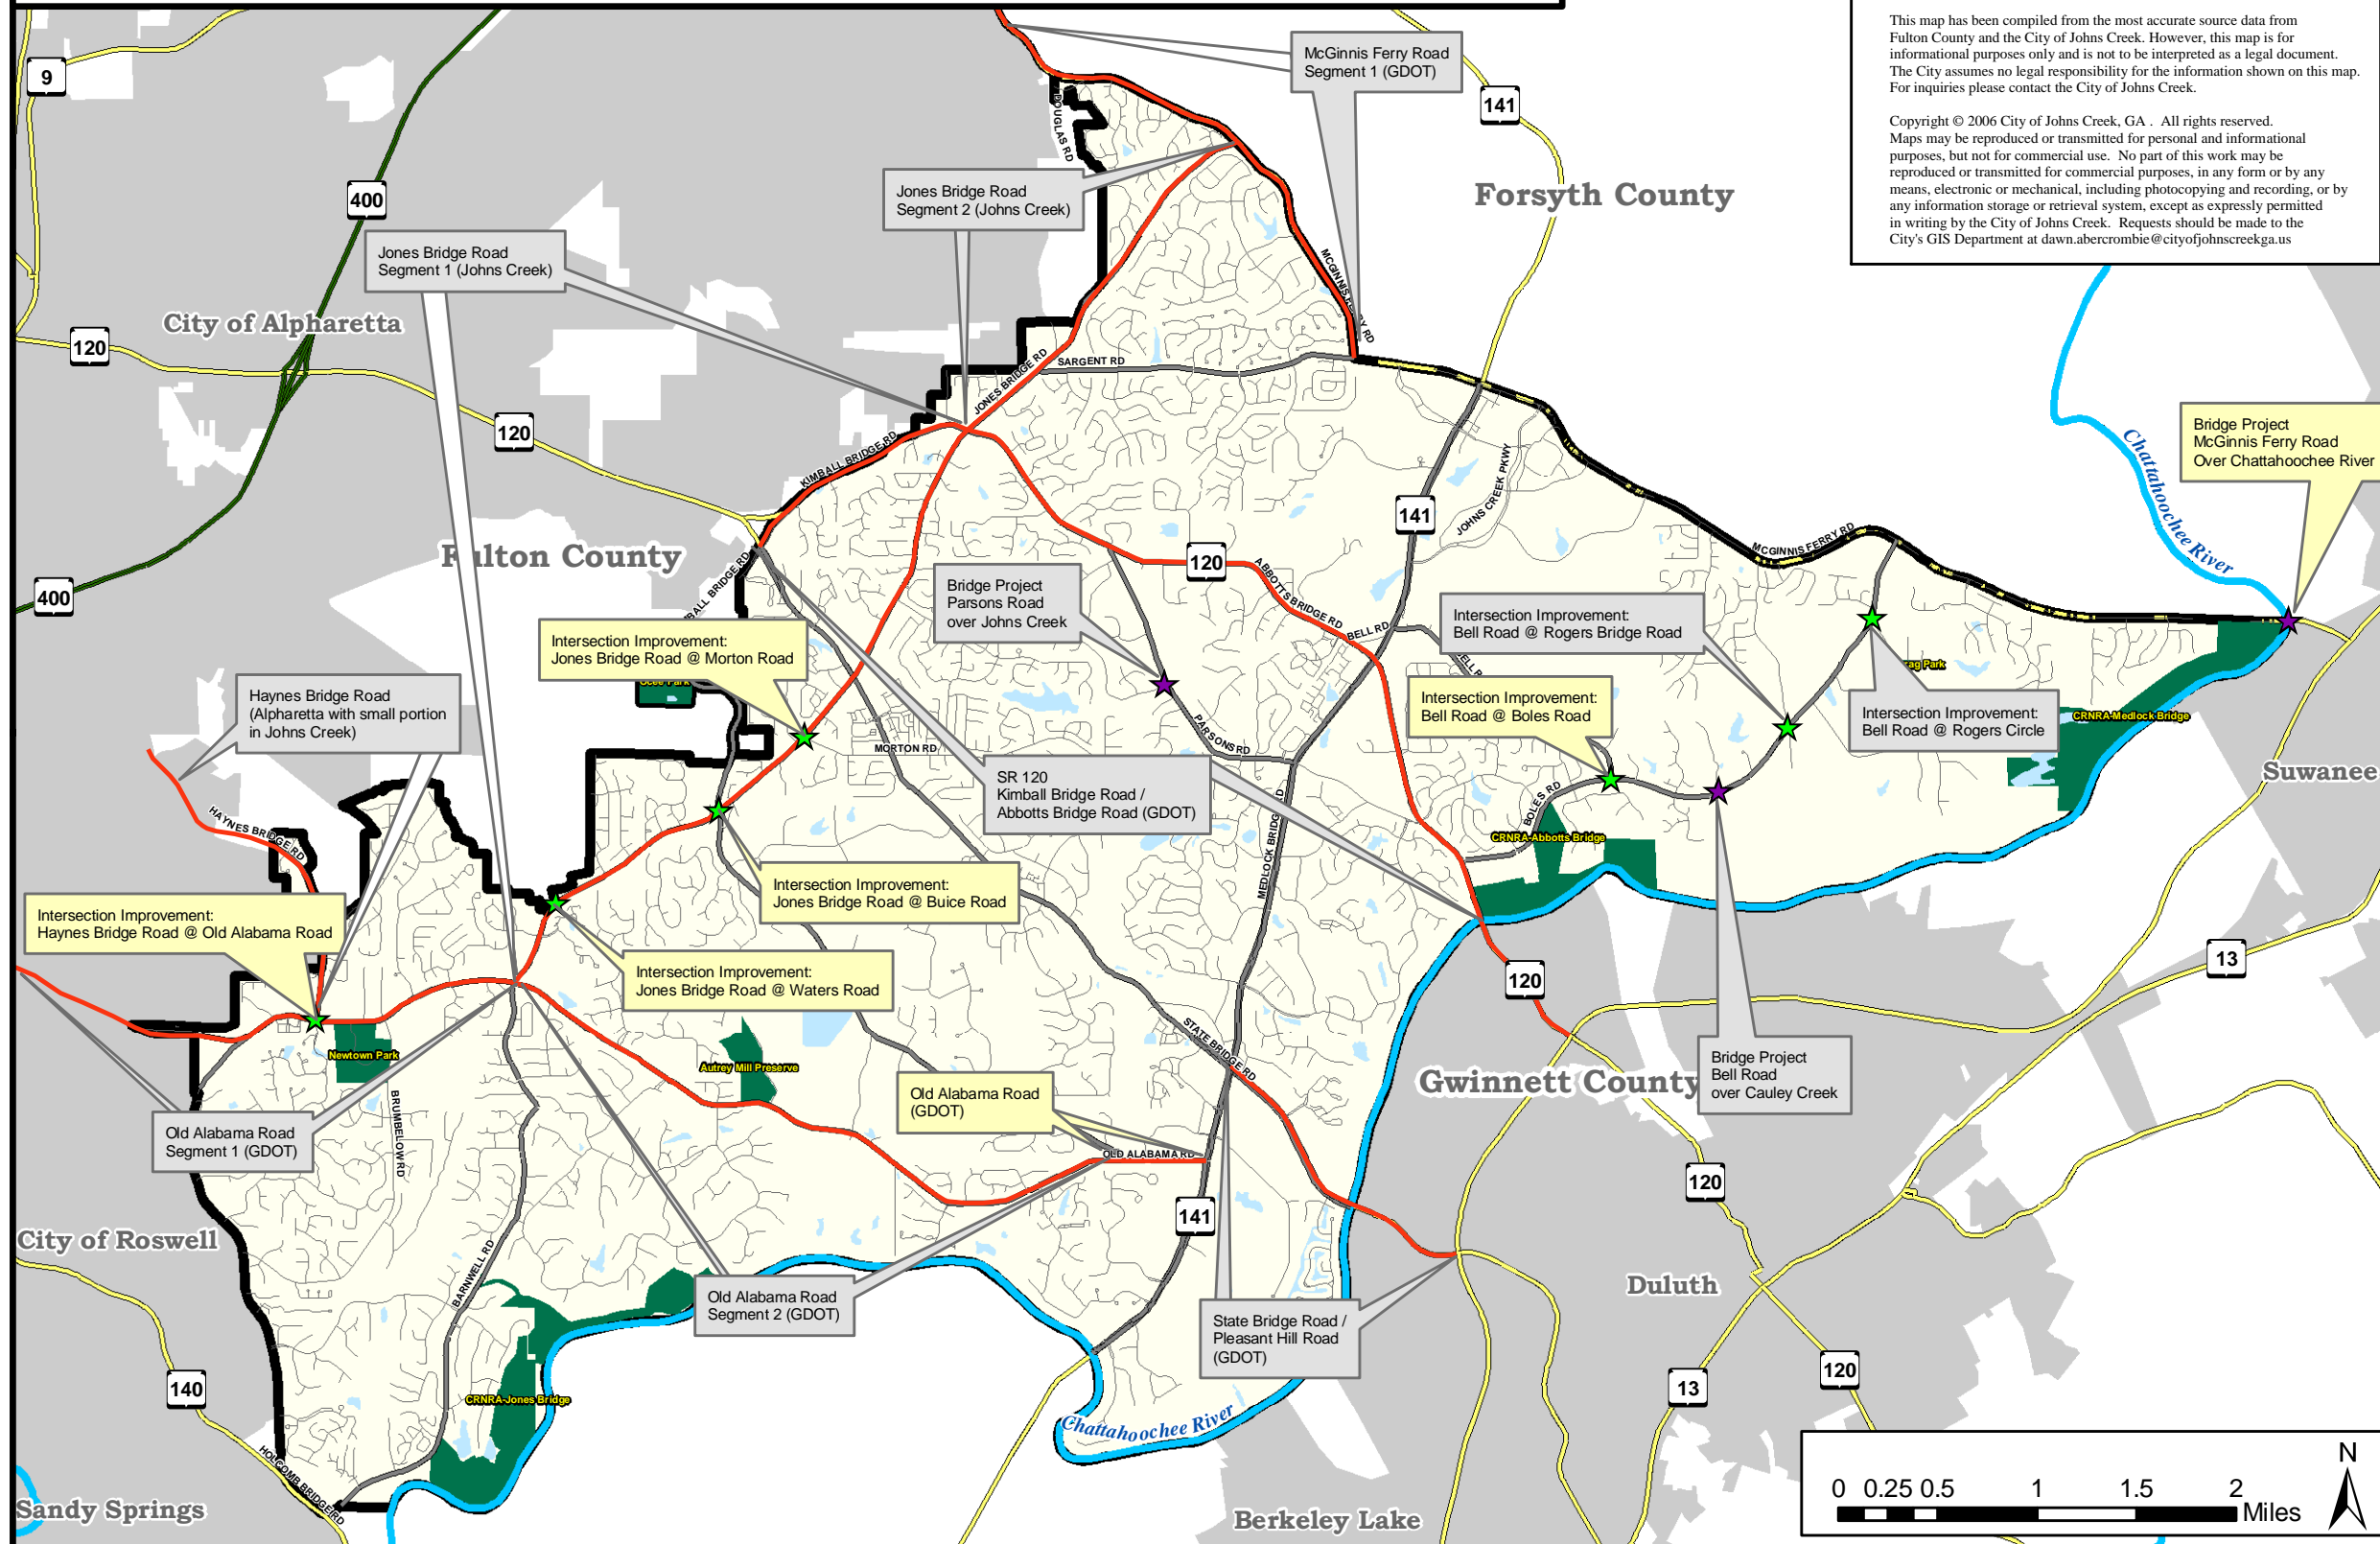 This map has been compiled from the most accurate source data from
Fulton County and the City of Johns Creek. However, this map is for
informational purposes only and is not to be interpreted as a legal document.
The City assumes no legal responsibility for the information shown on this map.
For inquiries please contact the City of Johns Creek.
Copyright © 2006 City of Johns Creek, GA . All rights reserved.
Maps may be reproduced or transmitted for personal and informational
purposes, but not for commercial use. No part of this work may be
reproduced or transmitted for commercial purposes, in any form or by any
means, electronic or mechanical, including photocopying and recording, or by
any information storage or retrieval system, except as expressly permitted
in writing by the City of Johns Creek. Requests should be made to the
City's GIS Department at dawn.abercrombie@cityofjohnscreekga.us
McGinnis Ferry Road
Segment 1 (GDOT)
9
141
DOUGLAS RD
400
Jones Bridge Road
Segment 2 (Johns Creek)
Forsyth County
Jones Bridge Road
Segment 1 (Johns Creek)
MCGINNIS FERRY RD
City of Alpharetta
120
SARGENT RD
JONES BRIDGE RD
120
KIMBALL BRIDGE RD
Bridge Project
McGinnis Ferry Road
Over Chattahoochee River
Chattahoochee River
141
JOHNS CREEK PKWY
MCGINNIS FERRY RD
Fulton County
120
ABBOTTS BRIDGE RD
400
BALL BRIDGE RD
Bridge Project
Parsons Road
over Johns Creek
BELL RD
Intersection Improvement:
Bell Road @ Rogers Bridge Road
Intersection Improvement:
Jones Bridge Road @ Morton Road
ELL R
rag Park
Ocee Park
Haynes Bridge Road
(Alpharetta with small portion
in Johns Creek)
Intersection Improvement:
Bell Road @ Boles Road
Intersection Improvement:
Bell Road @ Rogers Circle
CRNRA-Medlock Bridge
PARSONS RD
MORTON RD
SR 120
Kimball Bridge Road /
Abbotts Bridge Road (GDOT)
Suwanee
BOLES RD
HAYNES BRIDGE RD
CRNRA-Abbotts Bridge
MEDLOCK BRIDGE RD
Intersection Improvement:
Jones Bridge Road @ Buice Road
Intersection Improvement:
Haynes Bridge Road @ Old Alabama Road
Intersection Improvement:
Jones Bridge Road @ Waters Road
13
120
STATE BRIDGE RD
Newtown Park
Autrey Mill Preserve
Bridge Project
Bell Road
over Cauley Creek
Gwinnett County
BRUMBELOW RD
Old Alabama Road
(GDOT)
Old Alabama Road
Segment 1 (GDOT)
OLD ALABAMA RD
120
141
City of Roswell
BARNWELL RD
Old Alabama Road
Segment 2 (GDOT)
Duluth
State Bridge Road /
Pleasant Hill Road
(GDOT)
140
120
13
CRNRA-Jones Bridge
Chattahoochee River
HOLCOMB BRIDGE RD
N
0 0.25 0.5 1 1.5 2
Miles
Sandy Springs
Berkeley Lake